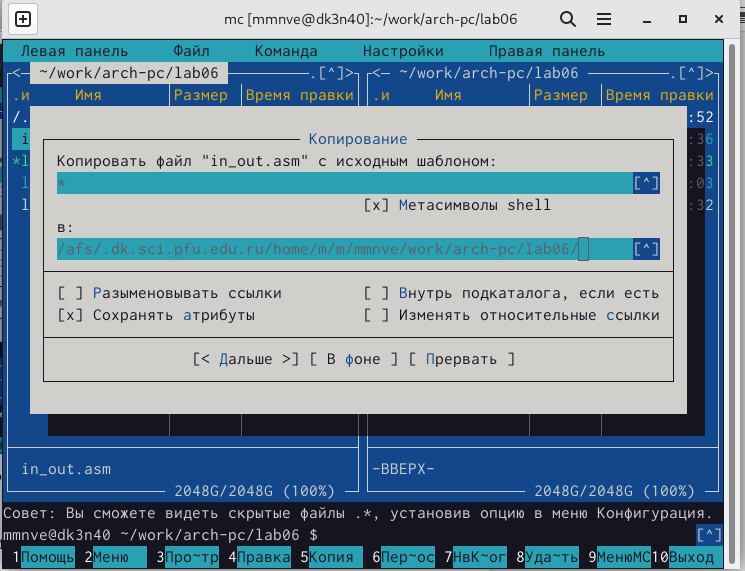 mc [mmnve@dk3n40]:~/work/arch-pc/lab06
Левая панель Файл Команда Настройки Правая панель
<─ ~/work/arch-pc/lab06 .[^]> <─ ~/work/arch-pc/lab06 .[^]>
.и Имя Размер Время правки .и Имя Размер Время правки
/. :52
Копирование
i :36
Копировать файл "in_out.asm" с исходным шаблоном:
*l :33
* [^]
l :03
[x] Метасимволы shell
l :32
в:
/afs/.dk.sci.pfu.edu.ru/home/m/m/mmnve/work/arch-pc/lab06/ [^]
[ ] Разыменовывать ссылки [ ] Внутрь подкаталога, если есть
[x] Сохранять атрибуты [ ] Изменять относительные ссылки
[< Дальше >] [ В фоне ] [ Прервать ]
in_out.asm -ВВЕРХ-
2048G/2048G (100%) 2048G/2048G (100%)
Совет: Вы сможете видеть скрытые файлы .*, установив опцию в меню Конфигурация.
mmnve@dk3n40 ~/work/arch-pc/lab06 $ [^]
1Помощь 2Меню 3Про~тр 4Правка 5Копия 6Пер~ос 7НвК~ог 8Уда~ть 9МенюMC 10Выход